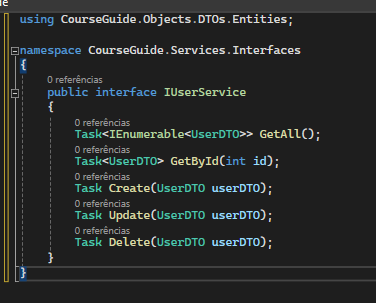 using CourseGuide.Objects.DTOs.Entities;
namespace CourseGuide.Services.Interfaces
{
0 referências
public interface IUserService
{
0 referências
Task<IEnumerable<UserDTO>> GetAll();
0 referências
Task<UserDTO> GetById(int id);
0 referências
Task Create(UserDTO userDTO);
0 referências
Task Update(UserDTO userDTO);
0 referências
Task Delete(UserDTO userDTO);
}
}